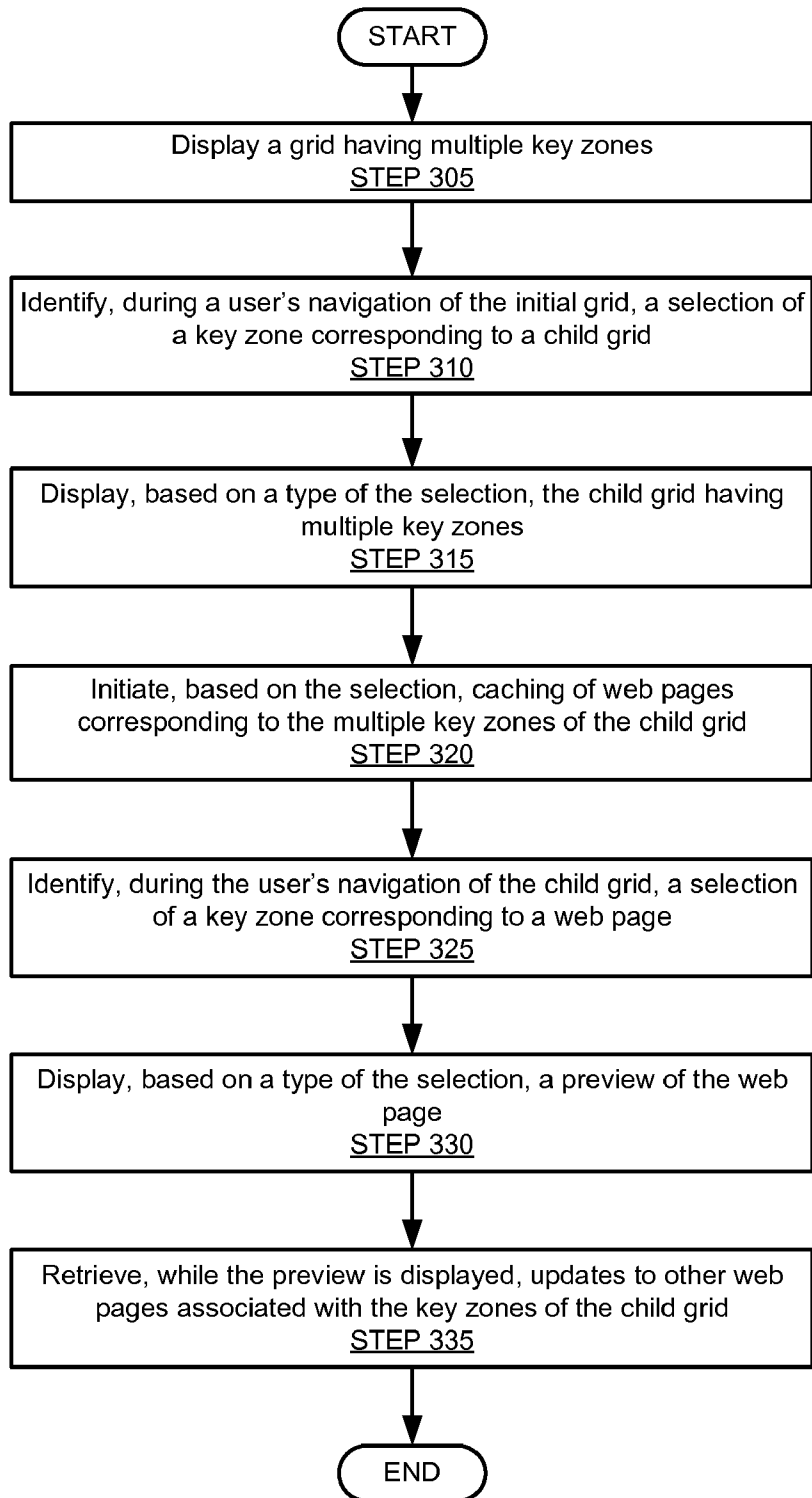 START
Display a grid having multiple key zones
STEP 305
Identify, during a user’s navigation of the initial grid, a selection of
a key zone corresponding to a child grid
STEP 310
Display, based on a type of the selection, the child grid having
multiple key zones
STEP 315
Initiate, based on the selection, caching of web pages
corresponding to the multiple key zones of the child grid
STEP 320
Identify, during the user’s navigation of the child grid, a selection
of a key zone corresponding to a web page
STEP 325
Display, based on a type of the selection, a preview of the web
page
STEP 330
Retrieve, while the preview is displayed, updates to other web
pages associated with the key zones of the child grid
STEP 335
END